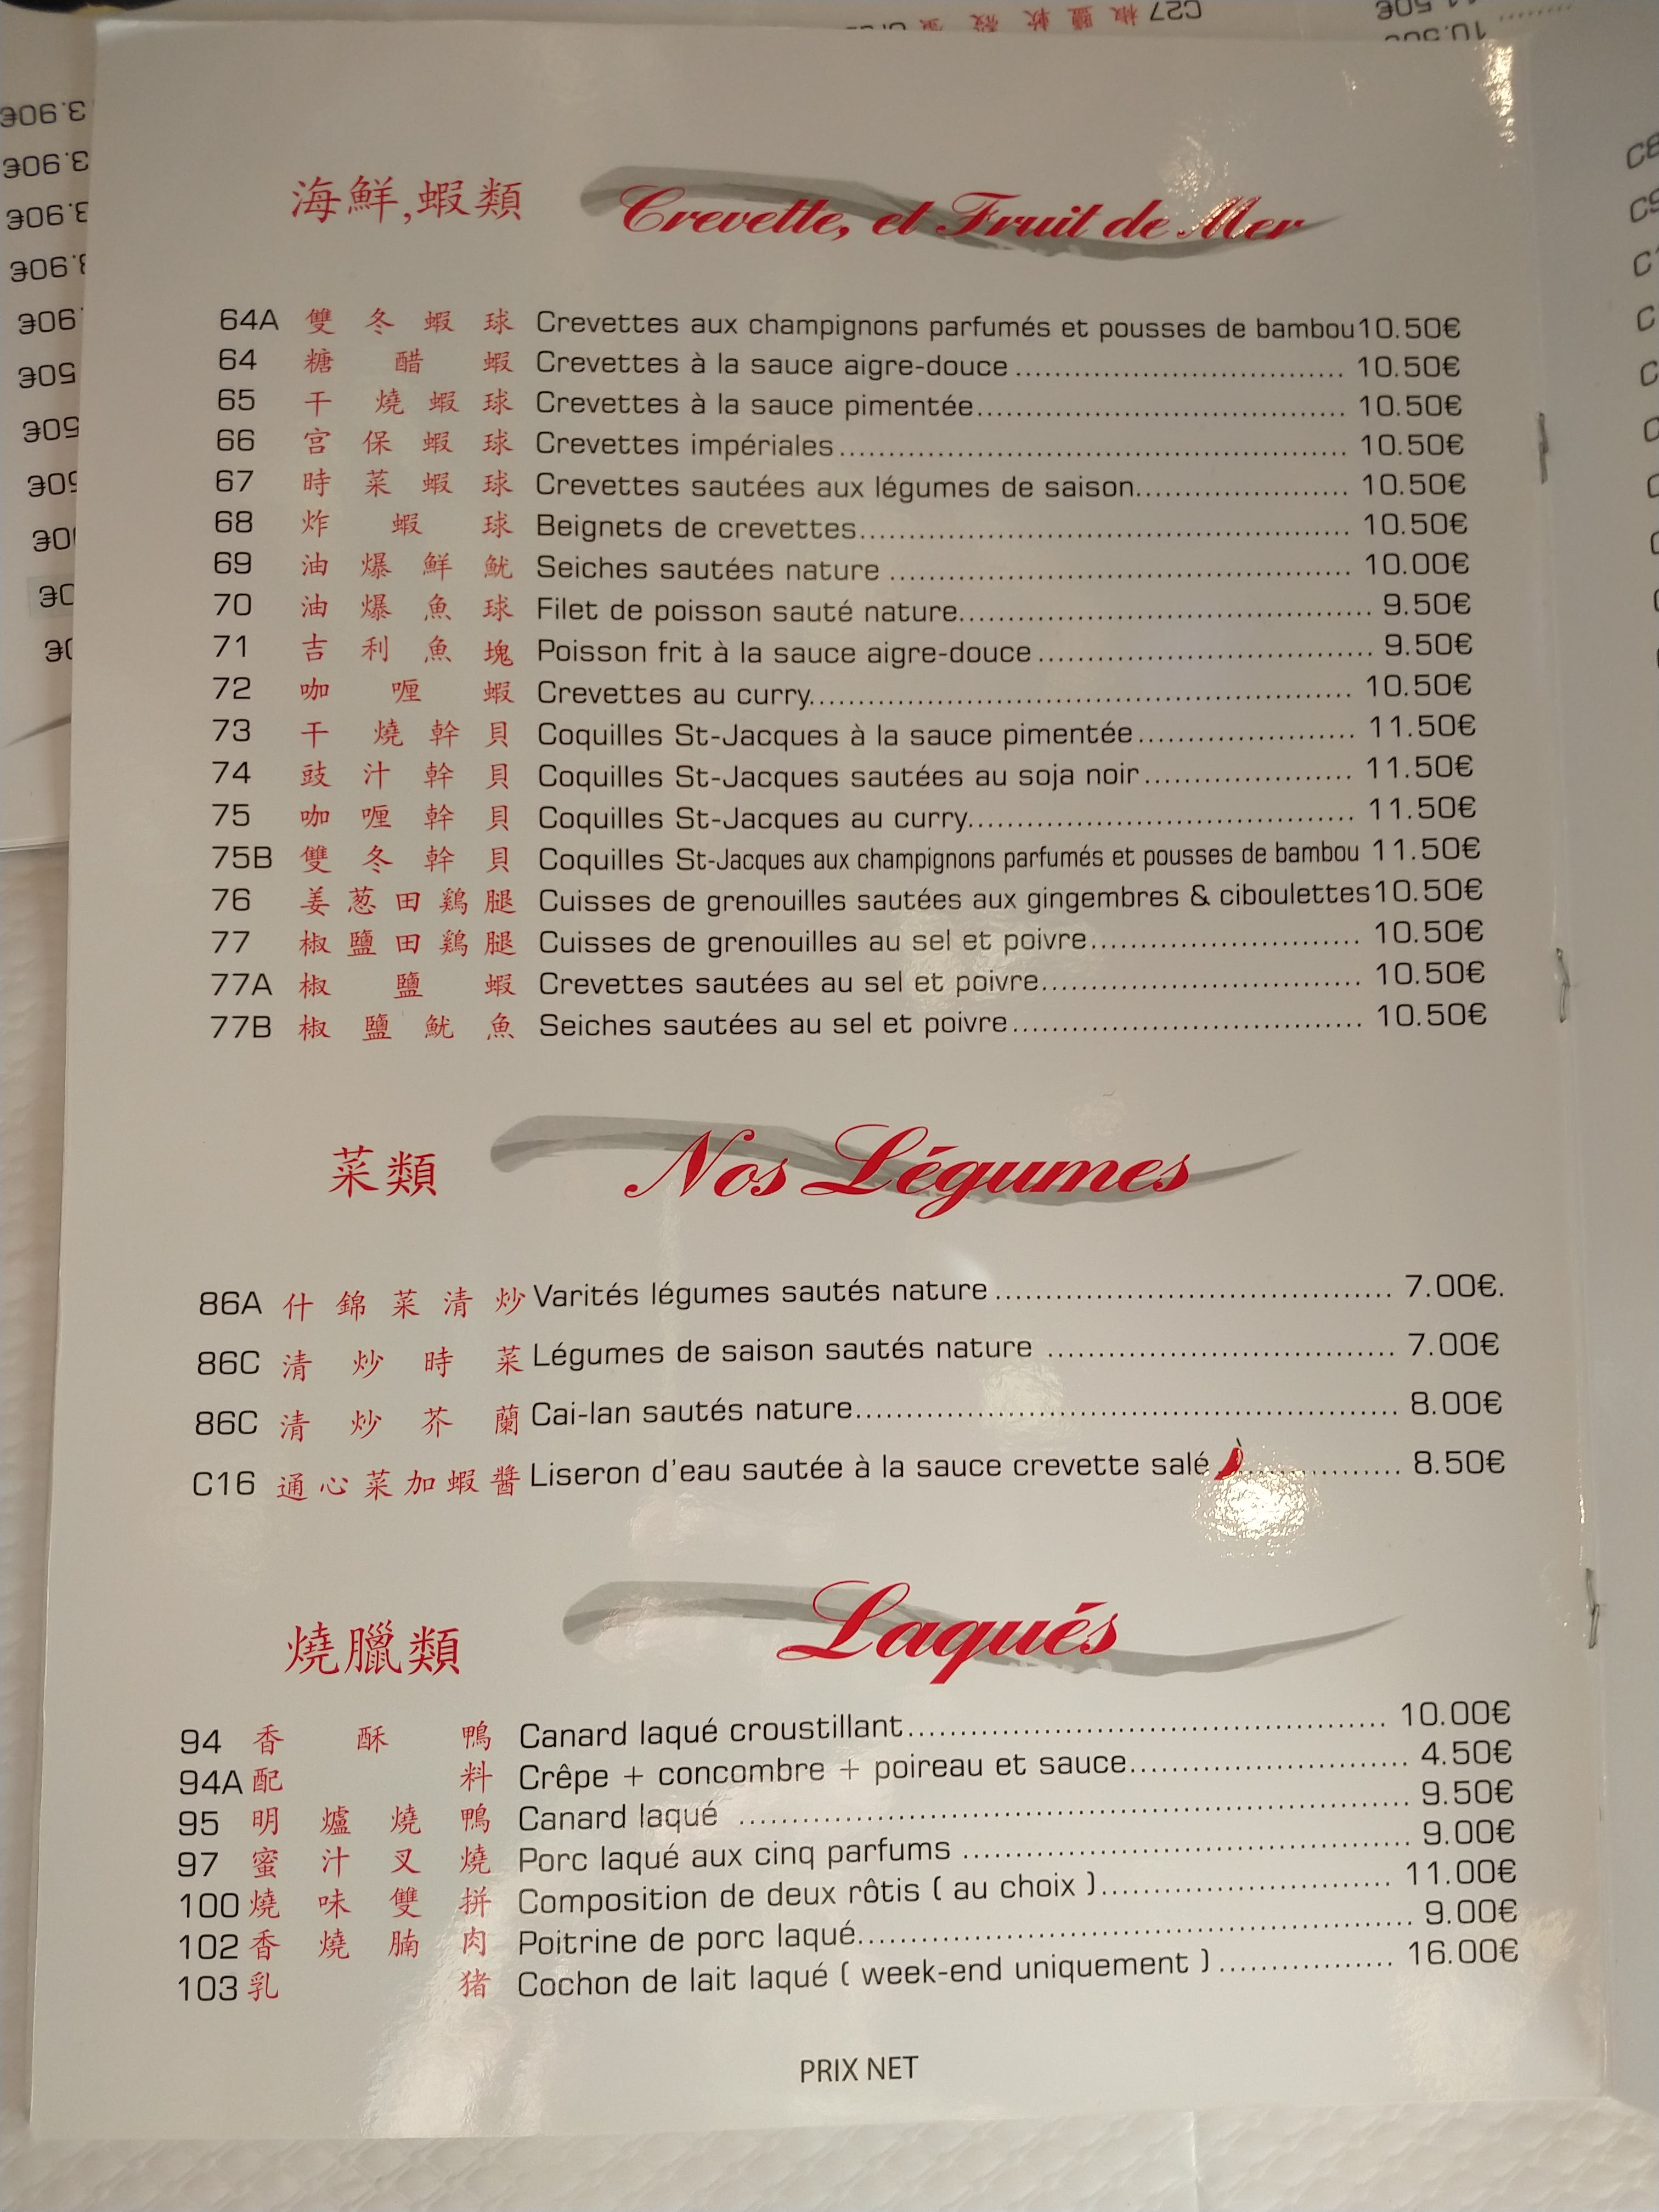 C27 椒鹽軟殼蟹
3.90€
3.90€
3.90€
海鮮,蝦類 Crevette, et Fruit de Mer
64A 雙冬蝦球 Crevettes aux champignons parfumés et pousses de bambou 10.50€
64 糖醋蝦 Crevettes à la sauce aigre-douce 10.50€
65 干燒蝦球 Crevettes à la sauce pimentée 10.50€
66 宮保蝦球 Crevettes impériales 10.50€
67 時菜蝦球 Crevettes sautées aux légumes de saison 10.50€
68 炸蝦球 Beignets de crevettes 10.50€
69 油爆鮮魷 Seiches sautées nature 10.00€
70 油爆魚球 Filet de poisson sauté nature 9.50€
71 吉利魚塊 Poisson frit à la sauce aigre-douce 9.50€
72 咖喱蝦 Crevettes au curry 10.50€
73 干燒幹貝 Coquilles St-Jacques à la sauce pimentée 11.50€
74 豉汁幹貝 Coquilles St-Jacques sautées au soja noir 11.50€
75 咖喱幹貝 Coquilles St-Jacques au curry 11.50€
75B 雙冬幹貝 Coquilles St-Jacques aux champignons parfumés et pousses de bambou 11.50€
76 姜葱田鷄腿 Cuisses de grenouilles sautées aux gingembres & ciboulettes 10.50€
77 椒鹽田鷄腿 Cuisses de grenouilles au sel et poivre 10.50€
77A 椒鹽蝦 Crevettes sautées au sel et poivre 10.50€
77B 椒鹽魷魚 Seiches sautées au sel et poivre 10.50€
菜類 Nos Légumes
86A 什錦菜清炒 Varités légumes sautés nature 7.00€.
86C 清炒時菜 Légumes de saison sautés nature 7.00€
86C 清炒芥蘭 Cai-lan sautés nature 8.00€
C16 通心菜加蝦醬 Liseron d'eau sautée à la sauce crevette salé 8.50€
燒臘類 Laqués
94 香酥鴨 Canard laqué croustillant 10.00€
94A 配料 Crêpe + concombre + poireau et sauce 4.50€
95 明爐燒鴨 Canard laqué 9.50€
97 蜜汁叉燒 Porc laqué aux cinq parfums 9.00€
100 燒味雙拼 Composition de deux rôtis ( au choix ) 11.00€
102 香燒腩肉 Poitrine de porc laqué 9.00€
103 乳猪 Cochon de lait laqué ( week-end uniquement ) 16.00€
PRIX NET